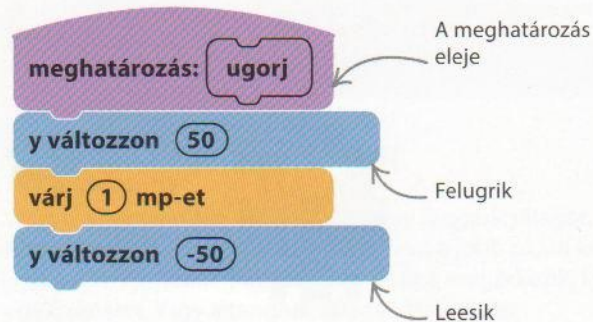 meghatározás: ugorj
A meghatározás
eleje
y változzon 50
Felugrik
várj 1 mp-et
y változzon -50
Leesik